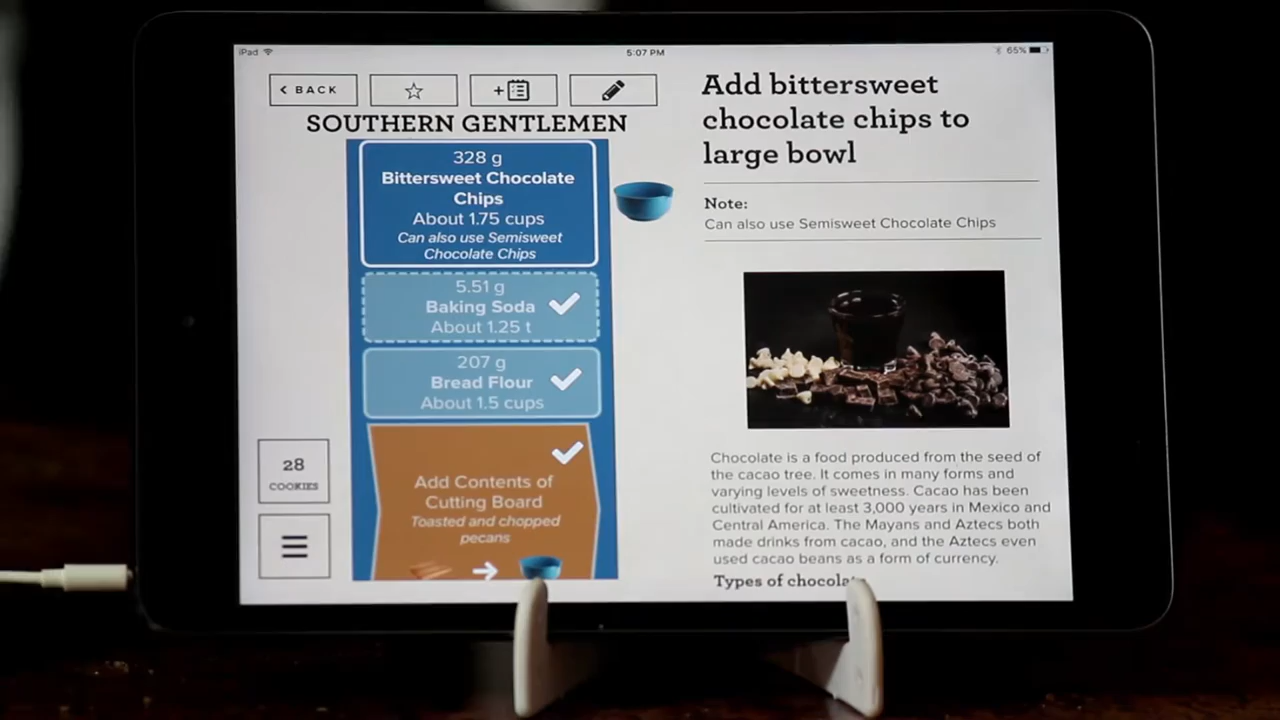 iPad
5:07 PM
65%
< BACK
SOUTHERN GENTLEMEN
328 g
Bittersweet Chocolate
Chips
About 1.75 cups
Can also use Semisweet
Chocolate Chips
5.51 g
Baking Soda
About 1.25 t
207 g
Bread Flour
About 1.5 cups
Add Contents of
Cutting Board
Toasted and chopped
pecans
28
COOKIES
Add bittersweet
chocolate chips to
large bowl
Note:
Can also use Semisweet Chocolate Chips
Chocolate is a food produced from the seed of
the cacao tree. It comes in many forms and
varying levels of sweetness. Cacao has been
cultivated for at least 3,000 years in Mexico and
Central America. The Mayans and Aztecs both
made drinks from cacao, and the Aztecs even
used cacao beans as a form of currency.
Types of